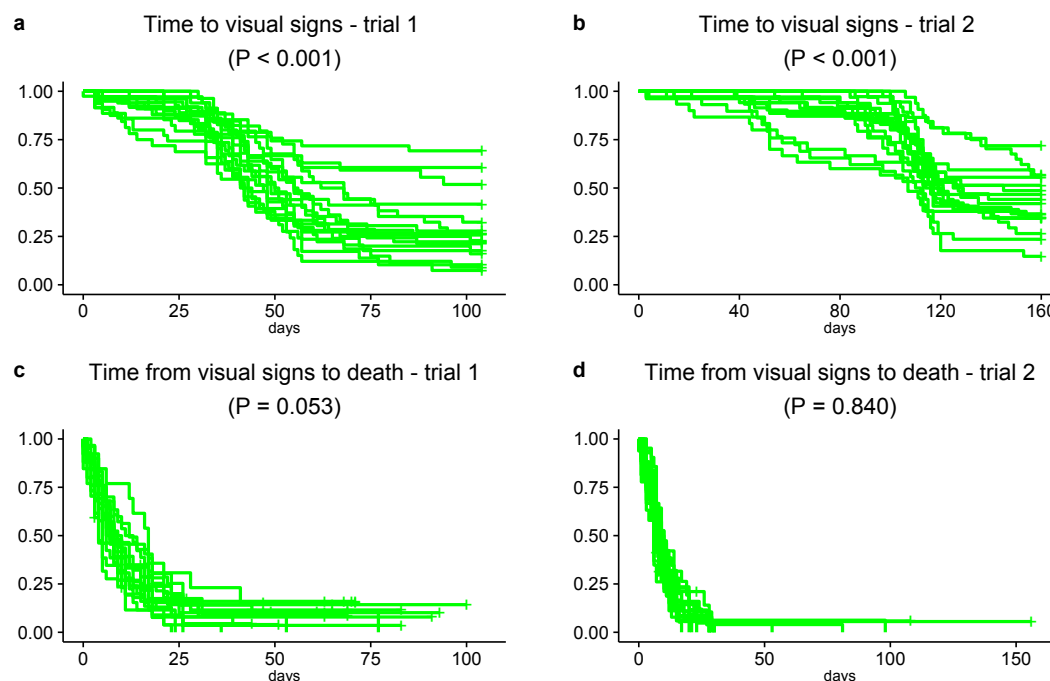 a Time to visual signs - trial 1
(P < 0.001)
1.00
0.75
0.50
0.25
0.00
0 25 50 75 100
days
b Time to visual signs - trial 2
(P < 0.001)
1.00
0.75
0.50
0.25
0.00
0 40 80 120 160
days
c Time from visual signs to death - trial 1
(P = 0.053)
1.00
0.75
0.50
0.25
0.00
0 25 50 75 100
days
d Time from visual signs to death - trial 2
(P = 0.840)
1.00
0.75
0.50
0.25
0.00
0 50 100 150
days